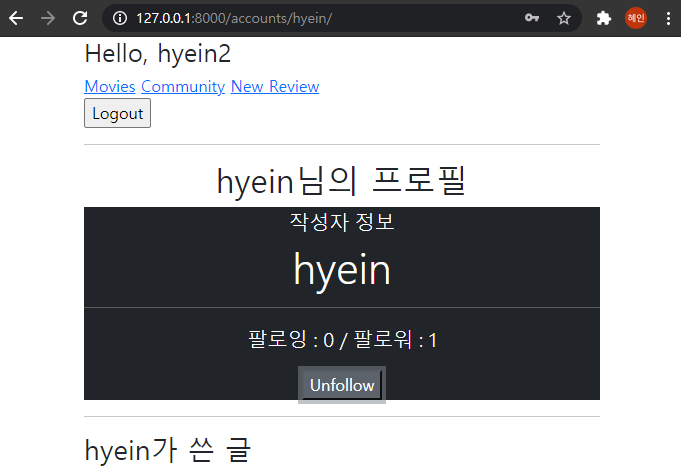 127.0.0.1:8000/accounts/hyein/
혜인
Hello, hyein2
Movies Community New Review
Logout
hyein님의 프로필
작성자 정보
hyein
팔로잉 : 0 / 팔로워 : 1
Unfollow
hyein가 쓴 글